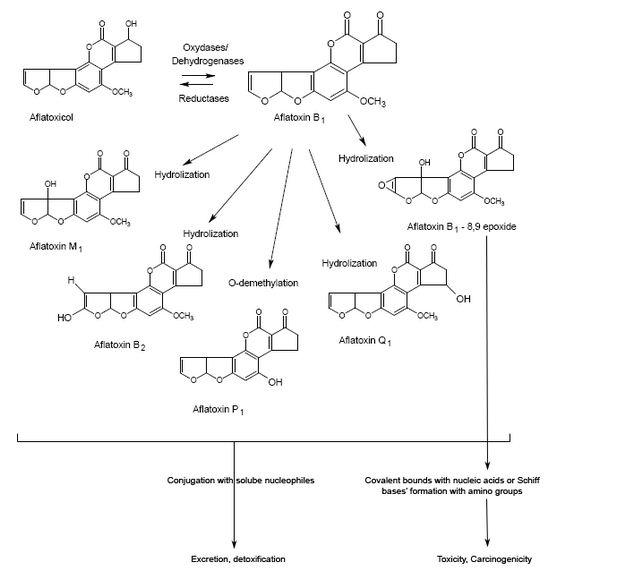 OH
O
O
O
O
OCH3
Aflatoxicol
Oxydases/
Dehydrogenases
Reductases
O
O
O
O
O
OCH3
Aflatoxin B1
Hydrolization
Hydrolization
OH
O
O
O
O
O
OCH3
Aflatoxin M1
OH
O
O
O
O
O
O
OCH3
Aflatoxin B1 - 8,9 epoxide
Hydrolization
Hydrolization
O-demethylation
H
HO
O
O
O
O
O
OCH3
Aflatoxin B2
O
O
O
O
O
OH
OCH3
Aflatoxin Q1
O
O
O
O
O
OH
Aflatoxin P1
Conjugation with solube nucleophiles
Covalent bounds with nucleic acids or Schiff
bases' formation with amino groups
Excretion, detoxification
Toxicity, Carcinogenicity